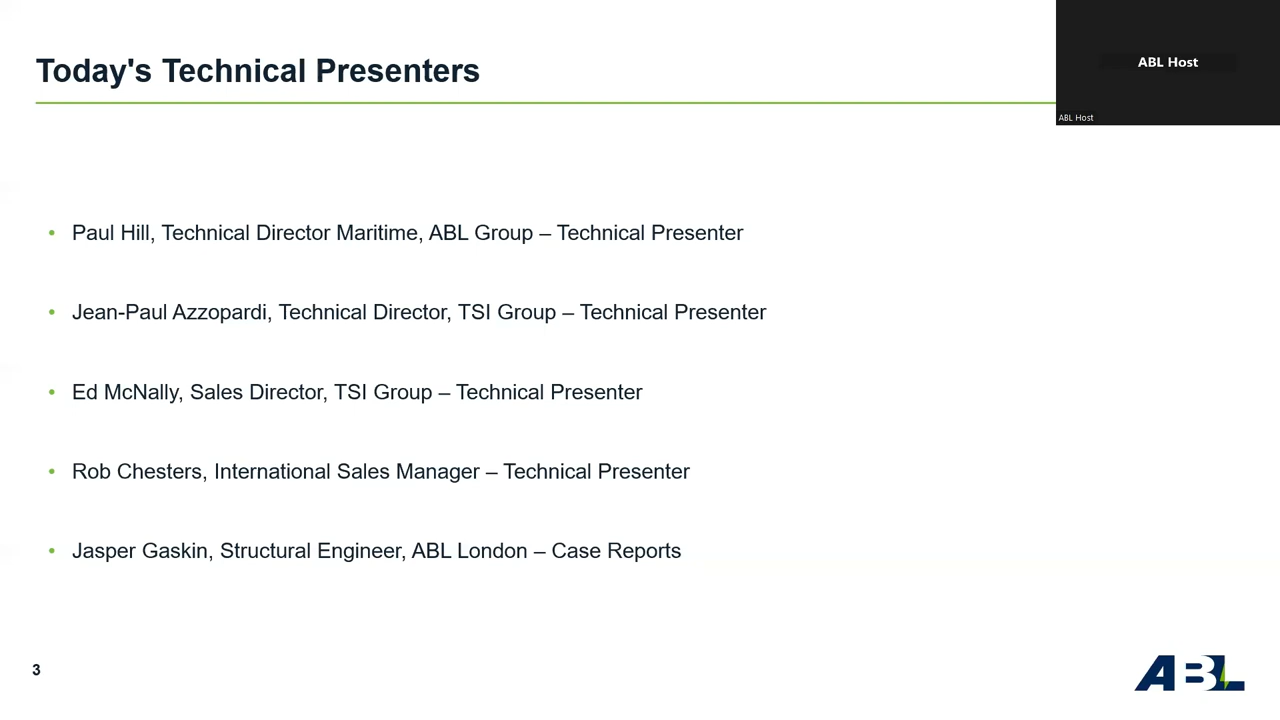 Today's Technical Presenters
ABL Host
ABL Host
• Paul Hill, Technical Director Maritime, ABL Group – Technical Presenter
• Jean-Paul Azzopardi, Technical Director, TSI Group – Technical Presenter
• Ed McNally, Sales Director, TSI Group – Technical Presenter
• Rob Chesters, International Sales Manager – Technical Presenter
• Jasper Gaskin, Structural Engineer, ABL London – Case Reports
3
ABL